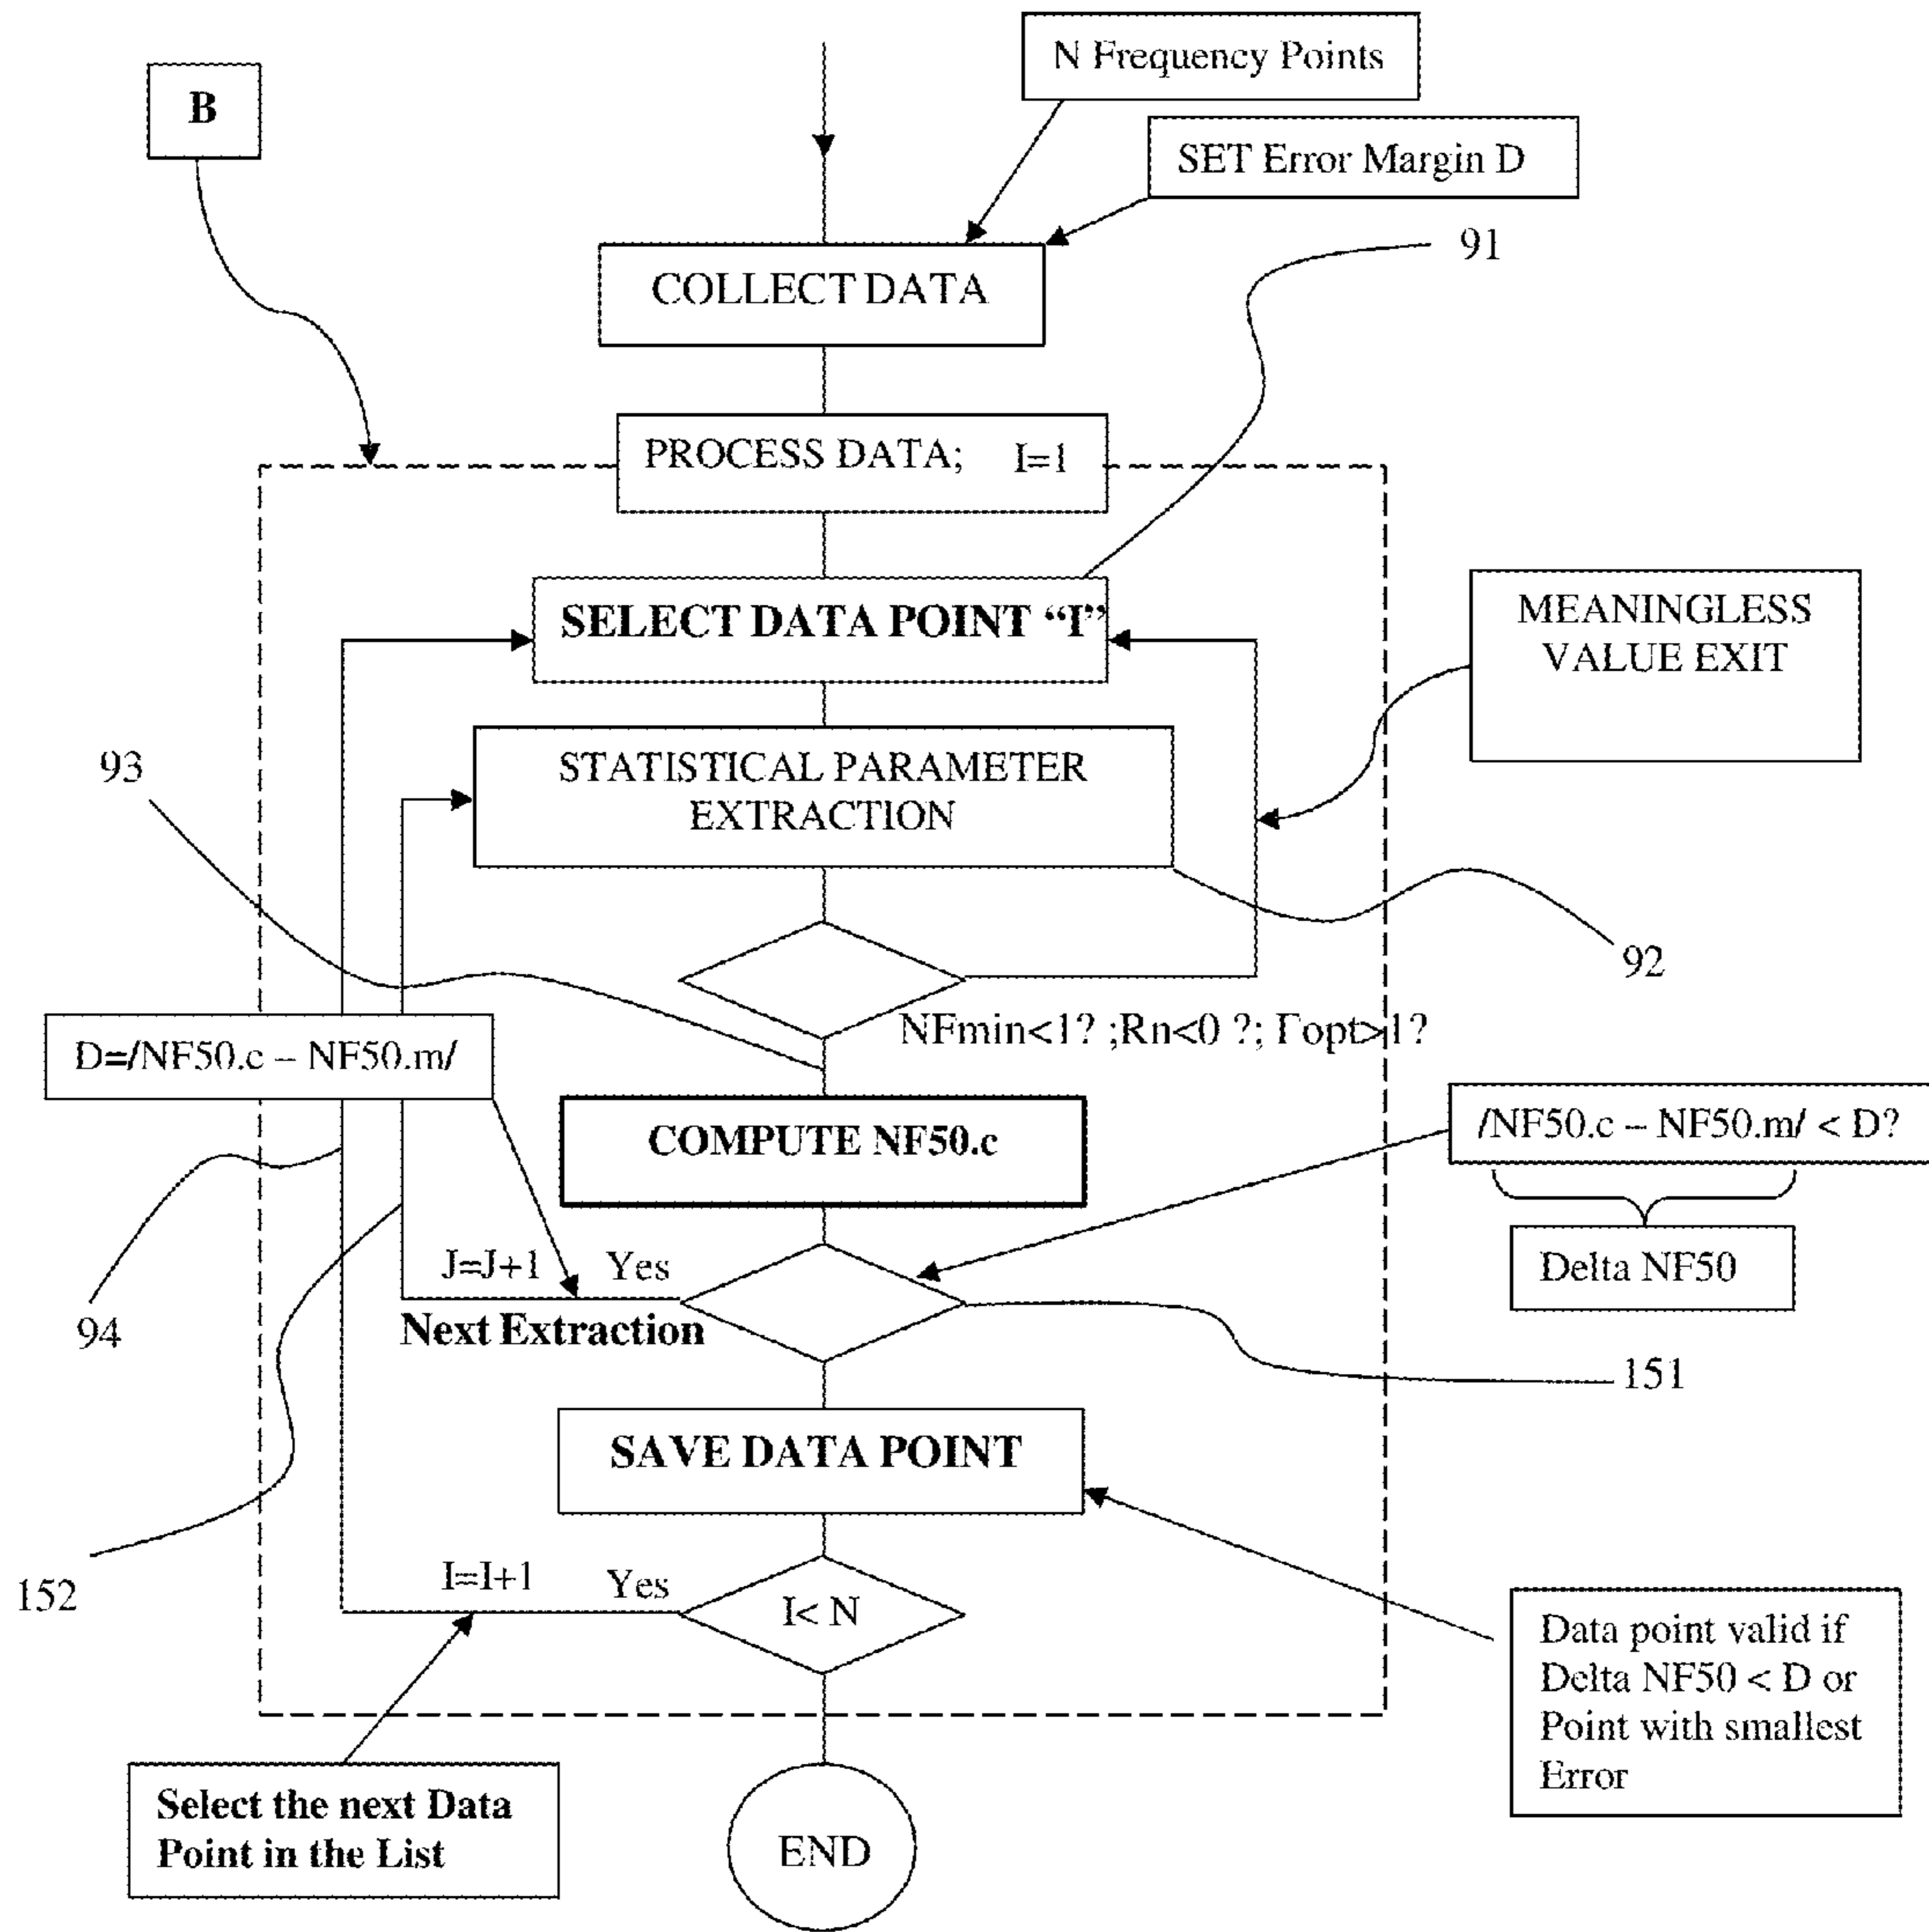 N Frequency Points
B
SET Error Margin D
91
COLLECT DATA
PROCESS DATA; I=1
SELECT DATA POINT “I”
MEANINGLESS
VALUE EXIT
93
STATISTICAL PARAMETER
EXTRACTION
92
NFmin<1? ;Rn<0 ?; Γopt>1?
D=/NF50.c – NF50.m/
COMPUTE NF50.c
/NF50.c – NF50.m/ < D?
J=J+1 Yes
Delta NF50
94
Next Extraction
151
SAVE DATA POINT
152
I=I+1 Yes
I< N
Data point valid if
Delta NF50 < D or
Point with smallest
Error
Select the next Data
Point in the List
END